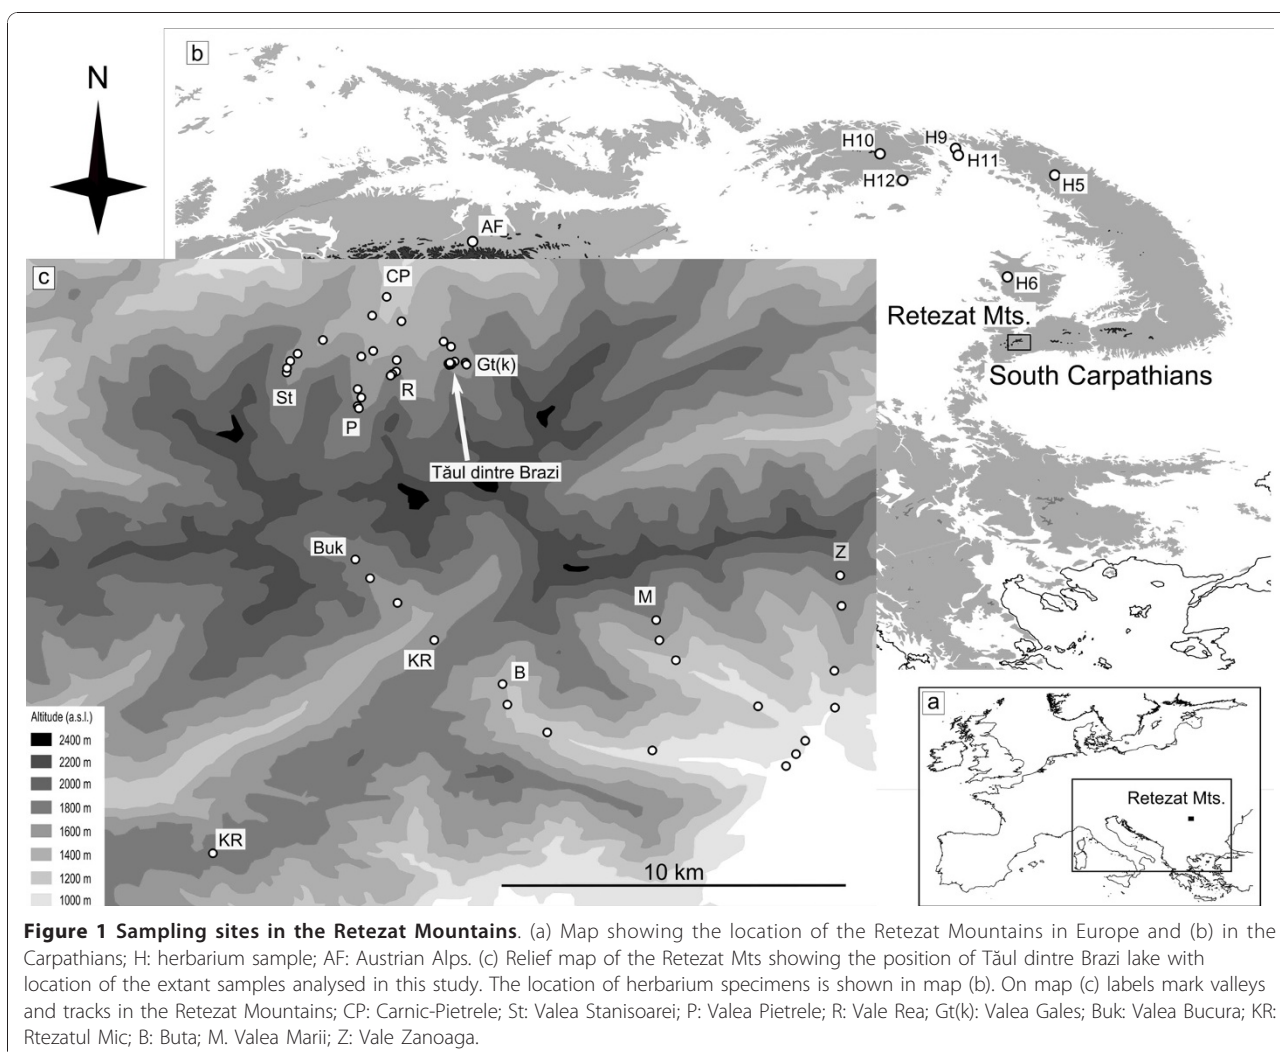 N
b
H10
H9
H11
H12
H5
AF
H6
Retezat Mts.
South Carpathians
c
CP
St
R
Gt(k)
P
Tăul dintre Brazi
Buk
Z
M
KR
B
KR
Altitude (a.s.l.)
2400 m
2200 m
2000 m
1800 m
1600 m
1400 m
1200 m
1000 m
10 km
a
Retezat Mts.
Figure 1 Sampling sites in the Retezat Mountains. (a) Map showing the location of the Retezat Mountains in Europe and (b) in the
Carpathians; H: herbarium sample; AF: Austrian Alps. (c) Relief map of the Retezat Mts showing the position of Tăul dintre Brazi lake with
location of the extant samples analysed in this study. The location of herbarium specimens is shown in map (b). On map (c) labels mark valleys
and tracks in the Retezat Mountains; CP: Carnic-Pietrele; St: Valea Stanisoarei; P: Valea Pietrele; R: Vale Rea; Gt(k): Valea Gales; Buk: Valea Bucura; KR:
Rtezatul Mic; B: Buta; M. Valea Marii; Z: Vale Zanoaga.